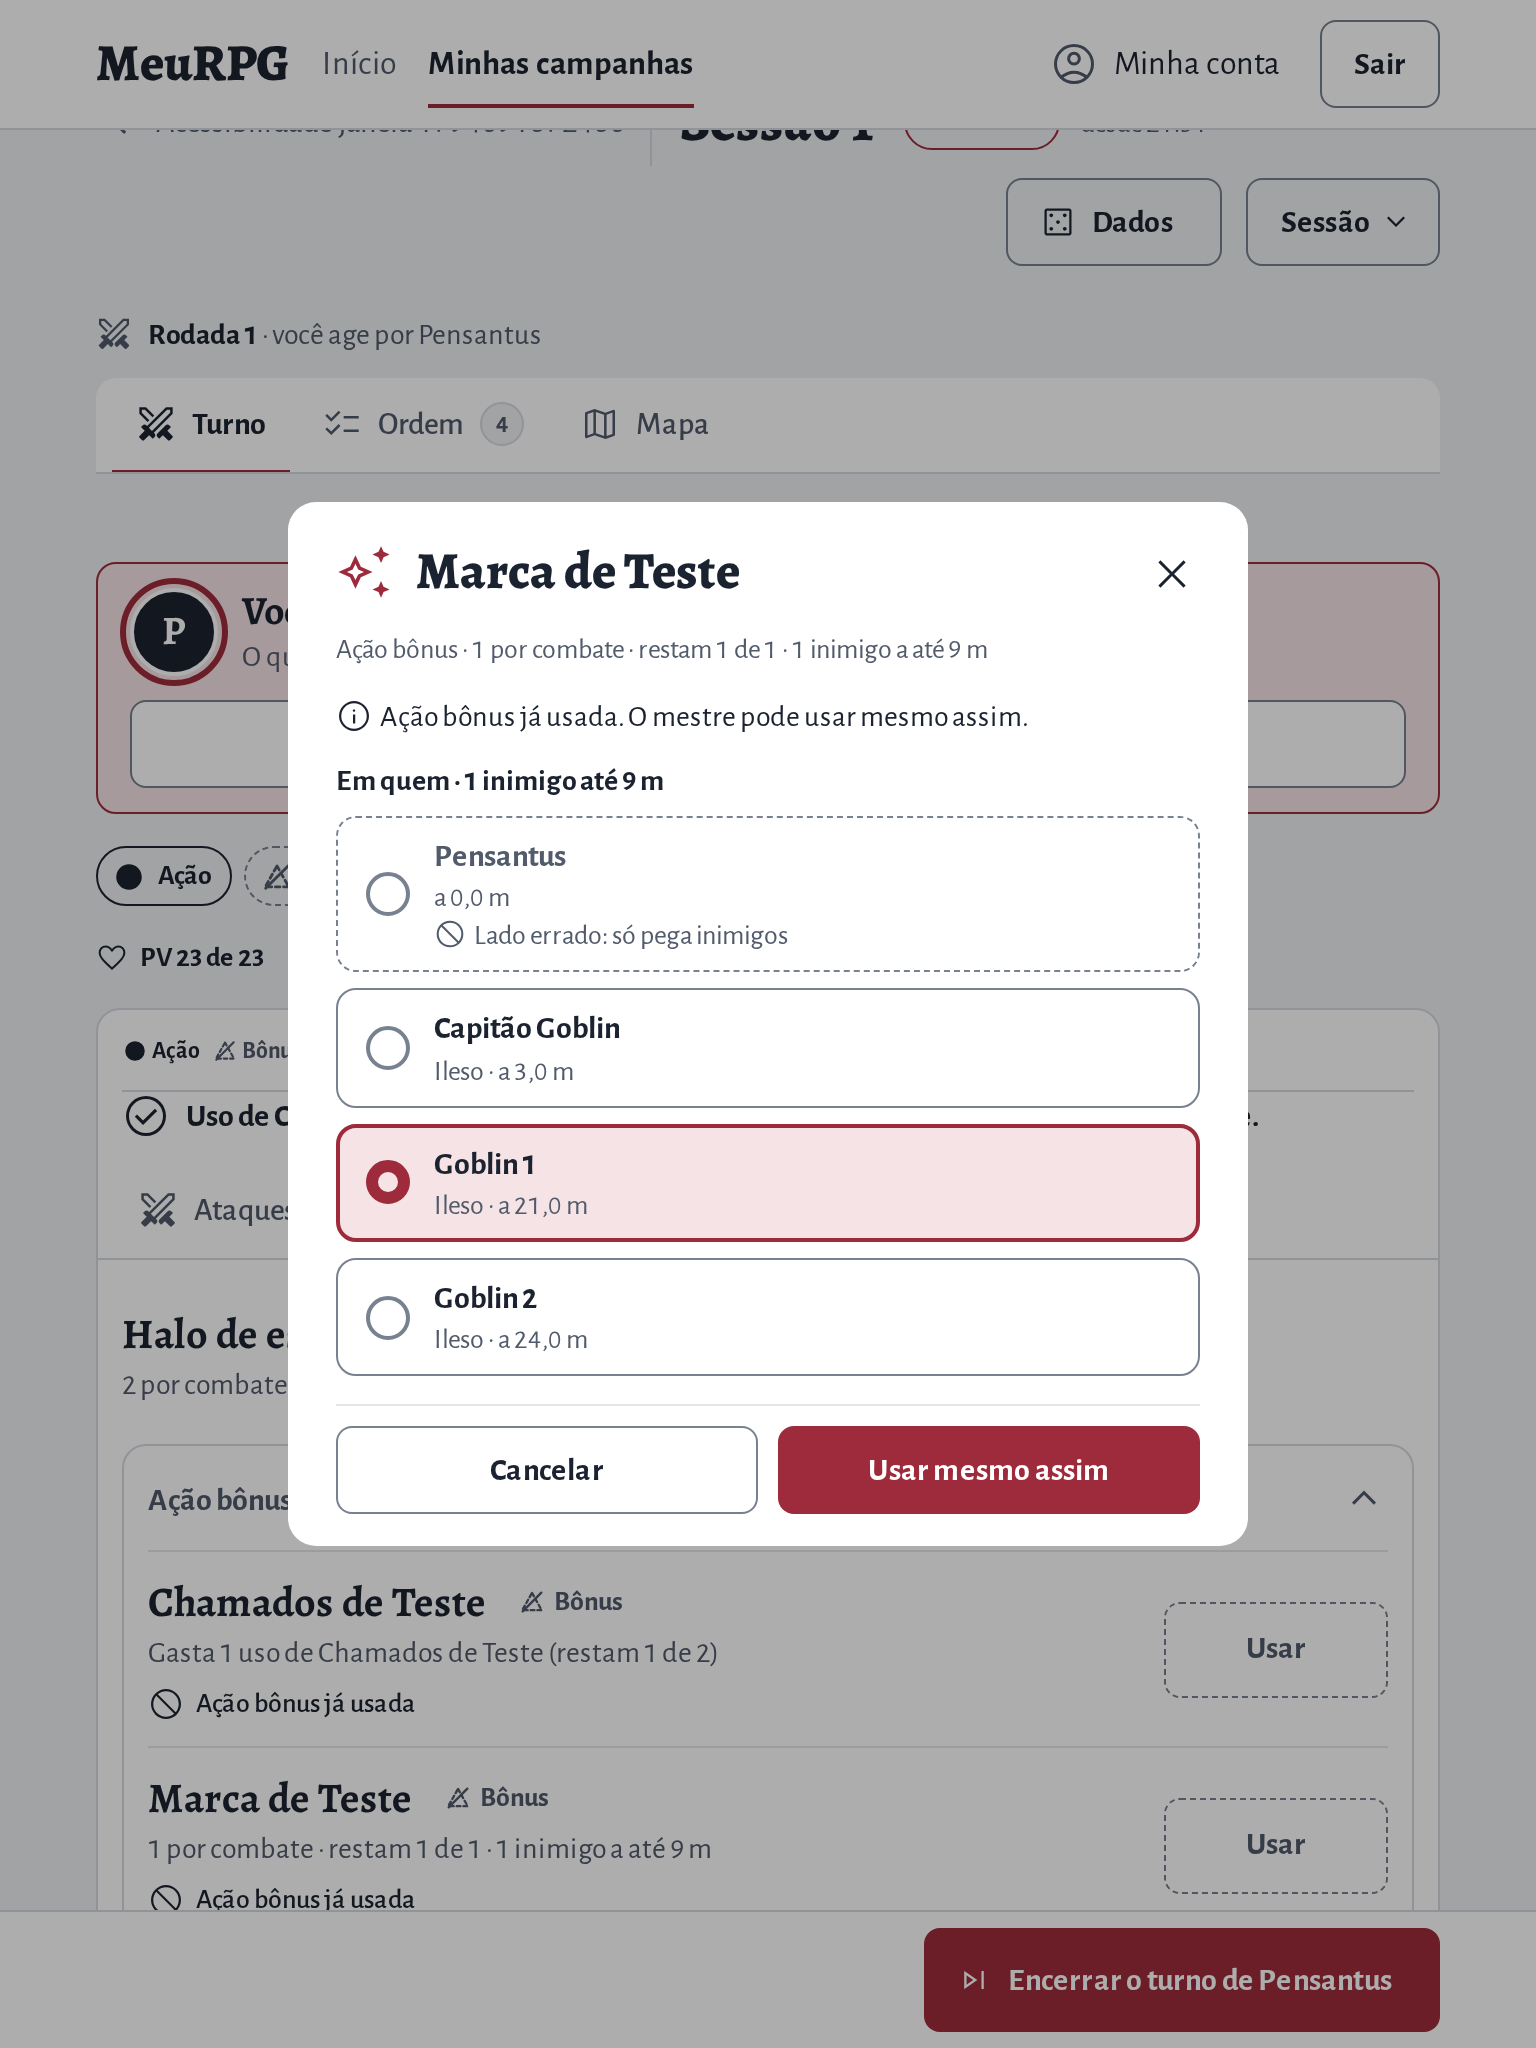 MeuRPG Início Minhas campanhas Minha conta Sair
Sessão 1
Dados Sessão
Rodada 1 · você age por Pensantus
Turno Ordem 4 Mapa
Marca de Teste
P
Ação bônus · 1 por combate · restam 1 de 1 · 1 inimigo a até 9 m
Ação bônus já usada. O mestre pode usar mesmo assim.
Em quem · 1 inimigo até 9 m
Pensantus
a 0,0 m
Lado errado: só pega inimigos
Ação
PV 23 de 23
Capitão Goblin
Ileso · a 3,0 m
Ação
Uso de
Goblin 1
Ileso · a 21,0 m
Ataques
Goblin 2
Ileso · a 24,0 m
Halo de
2 por combate
Cancelar Usar mesmo assim
Ação bônus
Chamados de Teste Bônus
Gasta 1 uso de Chamados de Teste (restam 1 de 2)
Ação bônus já usada
Usar
Marca de Teste Bônus
1 por combate · restam 1 de 1 · 1 inimigo a até 9 m
Ação bônus já usada
Usar
Encerrar o turno de Pensantus